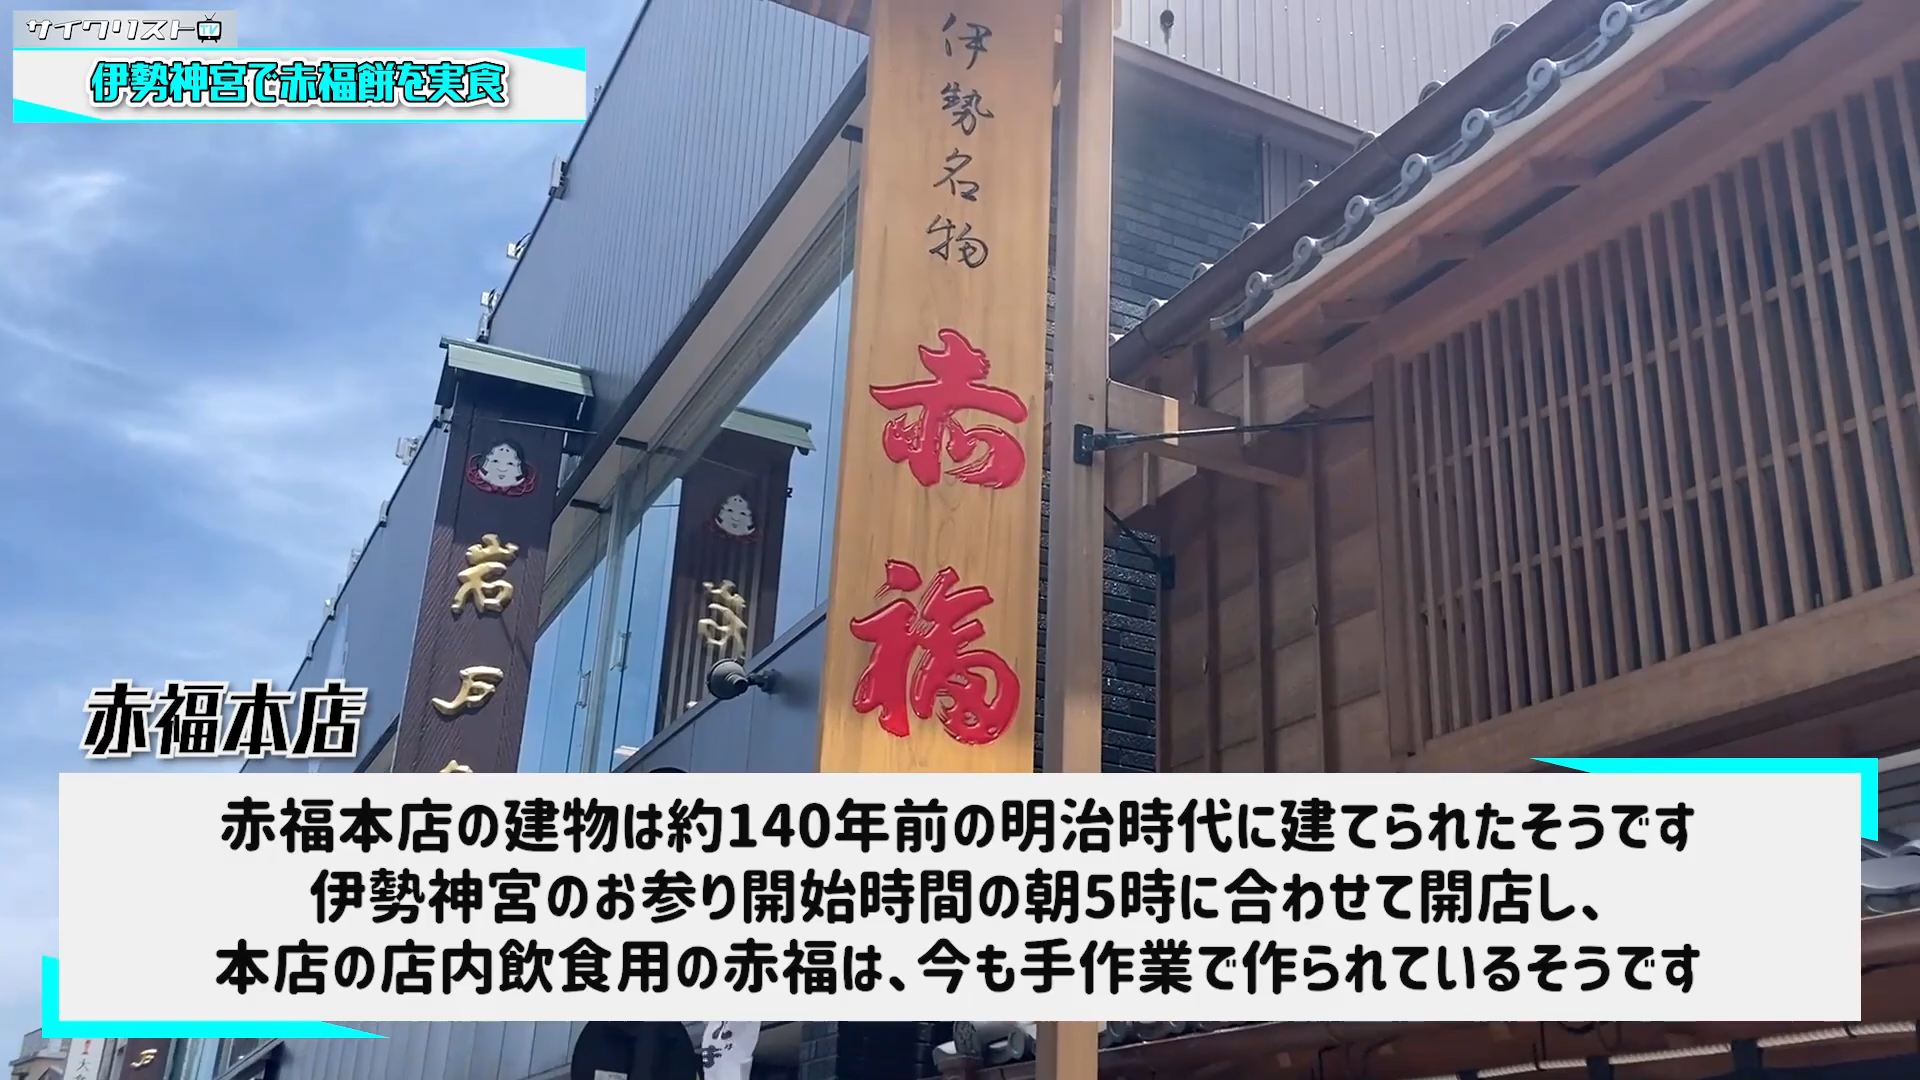 サイクリストTV
伊勢神宮で赤福餅を実食
伊勢名物
赤福
岩戸
赤福本店
赤福本店の建物は約140年前の明治時代に建てられたそうです
伊勢神宮のお参り開始時間の朝5時に合わせて開店し、
本店の店内飲食用の赤福は、今も手作業で作られているそうです